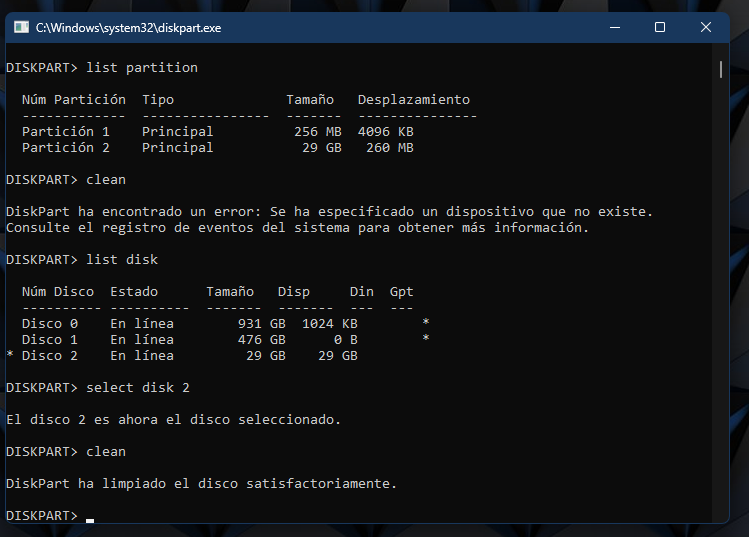 C:\Windows\system32\diskpart.exe
DISKPART> list partition
Núm Partición  Tipo              Tamaño   Desplazamiento
-------------  ----------------  -------  ---------------
Partición 1    Principal          256 MB  4096 KB
Partición 2    Principal           29 GB   260 MB
DISKPART> clean
DiskPart ha encontrado un error: Se ha especificado un dispositivo que no existe.
Consulte el registro de eventos del sistema para obtener más información.
DISKPART> list disk
Núm Disco  Estado      Tamaño   Disp     Din  Gpt
---------- ----------  -------  -------  ---  ---
Disco 0    En línea        931 GB  1024 KB        *
Disco 1    En línea        476 GB      0 B        *
* Disco 2    En línea         29 GB    29 GB
DISKPART> select disk 2
El disco 2 es ahora el disco seleccionado.
DISKPART> clean
DiskPart ha limpiado el disco satisfactoriamente.
DISKPART>